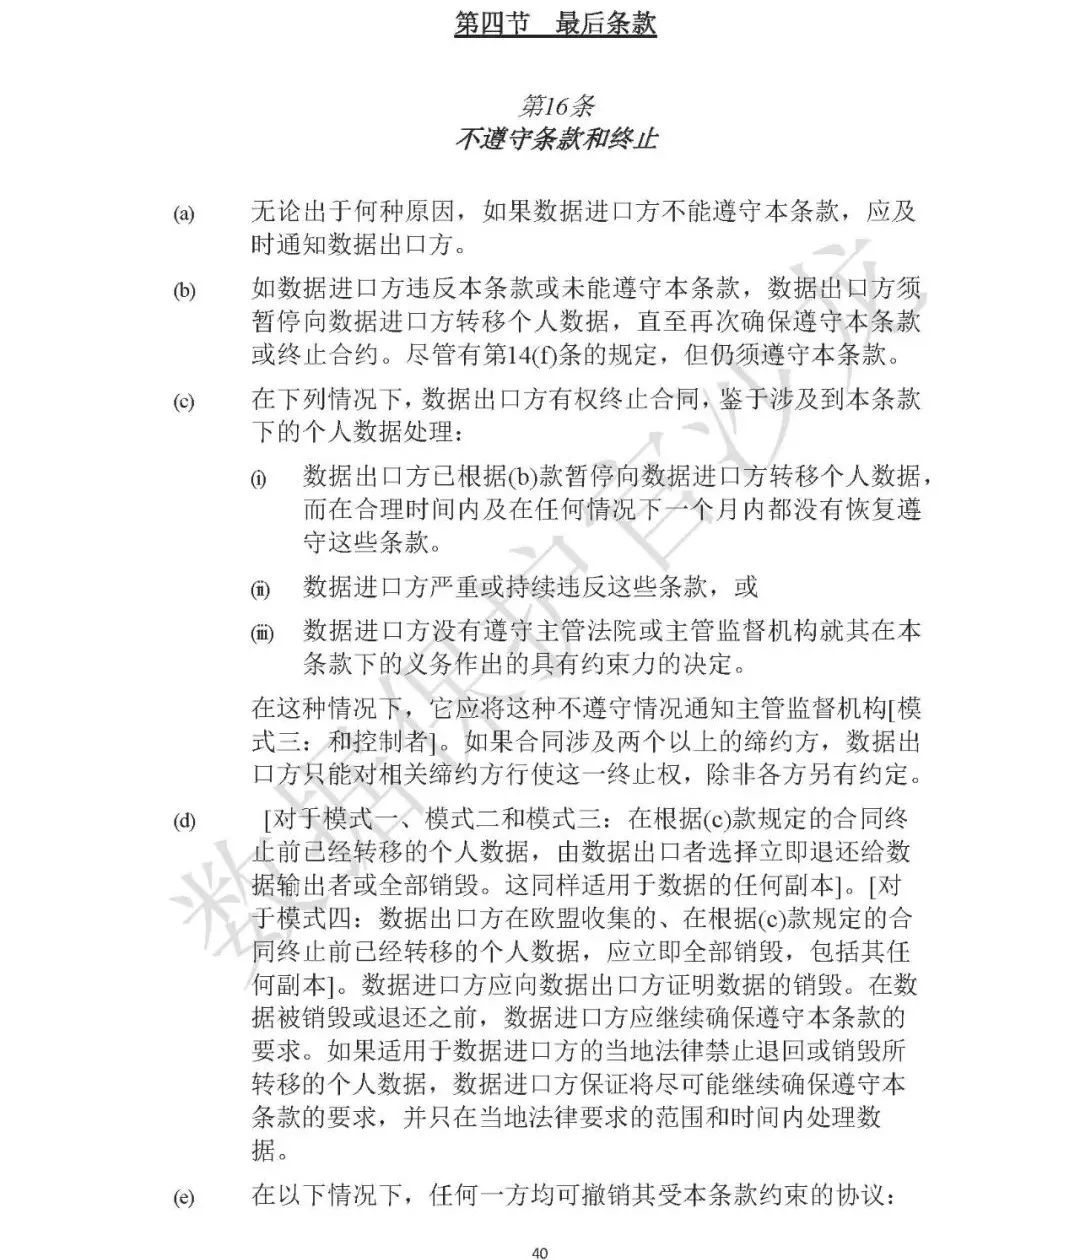 第四节　最后条款
第16条
不遵守条款和终止
(a) 无论出于何种原因，如果数据进口方不能遵守本条款，应及
时通知数据出口方。
(b) 如数据进口方违反本条款或未能遵守本条款，数据出口方须
暂停向数据进口方转移个人数据，直至再次确保遵守本条款
或终止合约。尽管有第14(f)条的规定，但仍须遵守本条款。
(c) 在下列情况下，数据出口方有权终止合同，鉴于涉及到本条款
下的个人数据处理：
(i) 数据出口方已根据(b)款暂停向数据进口方转移个人数据，
而在合理时间内及在任何情况下一个月内都没有恢复遵
守这些条款。
(ii) 数据进口方严重或持续违反这些条款，或
(iii) 数据进口方没有遵守主管法院或主管监督机构就其在本
条款下的义务作出的具有约束力的决定。
在这种情况下，它应将这种不遵守情况通知主管监督机构[模
式三：和控制者]。如果合同涉及两个以上的缔约方，数据出
口方只能对相关缔约方行使这一终止权，除非各方另有约定。
(d) [对于模式一、模式二和模式三：在根据(c)款规定的合同终
止前已经转移的个人数据，由数据出口者选择立即退还给数
据输出者或全部销毁。这同样适用于数据的任何副本]。[对
于模式四：数据出口方在欧盟收集的、在根据(c)款规定的合
同终止前已经转移的个人数据，应立即全部销毁，包括其任
何副本]。数据进口方应向数据出口方证明数据的销毁。在数
据被销毁或退还之前，数据进口方应继续确保遵守本条款的
要求。如果适用于数据进口方的当地法律禁止退回或销毁所
转移的个人数据，数据进口方保证将尽可能继续确保遵守本
条款的要求，并只在当地法律要求的范围和时间内处理数
据。
(e) 在以下情况下，任何一方均可撤销其受本条款约束的协议：
40
数据保护官沙龙